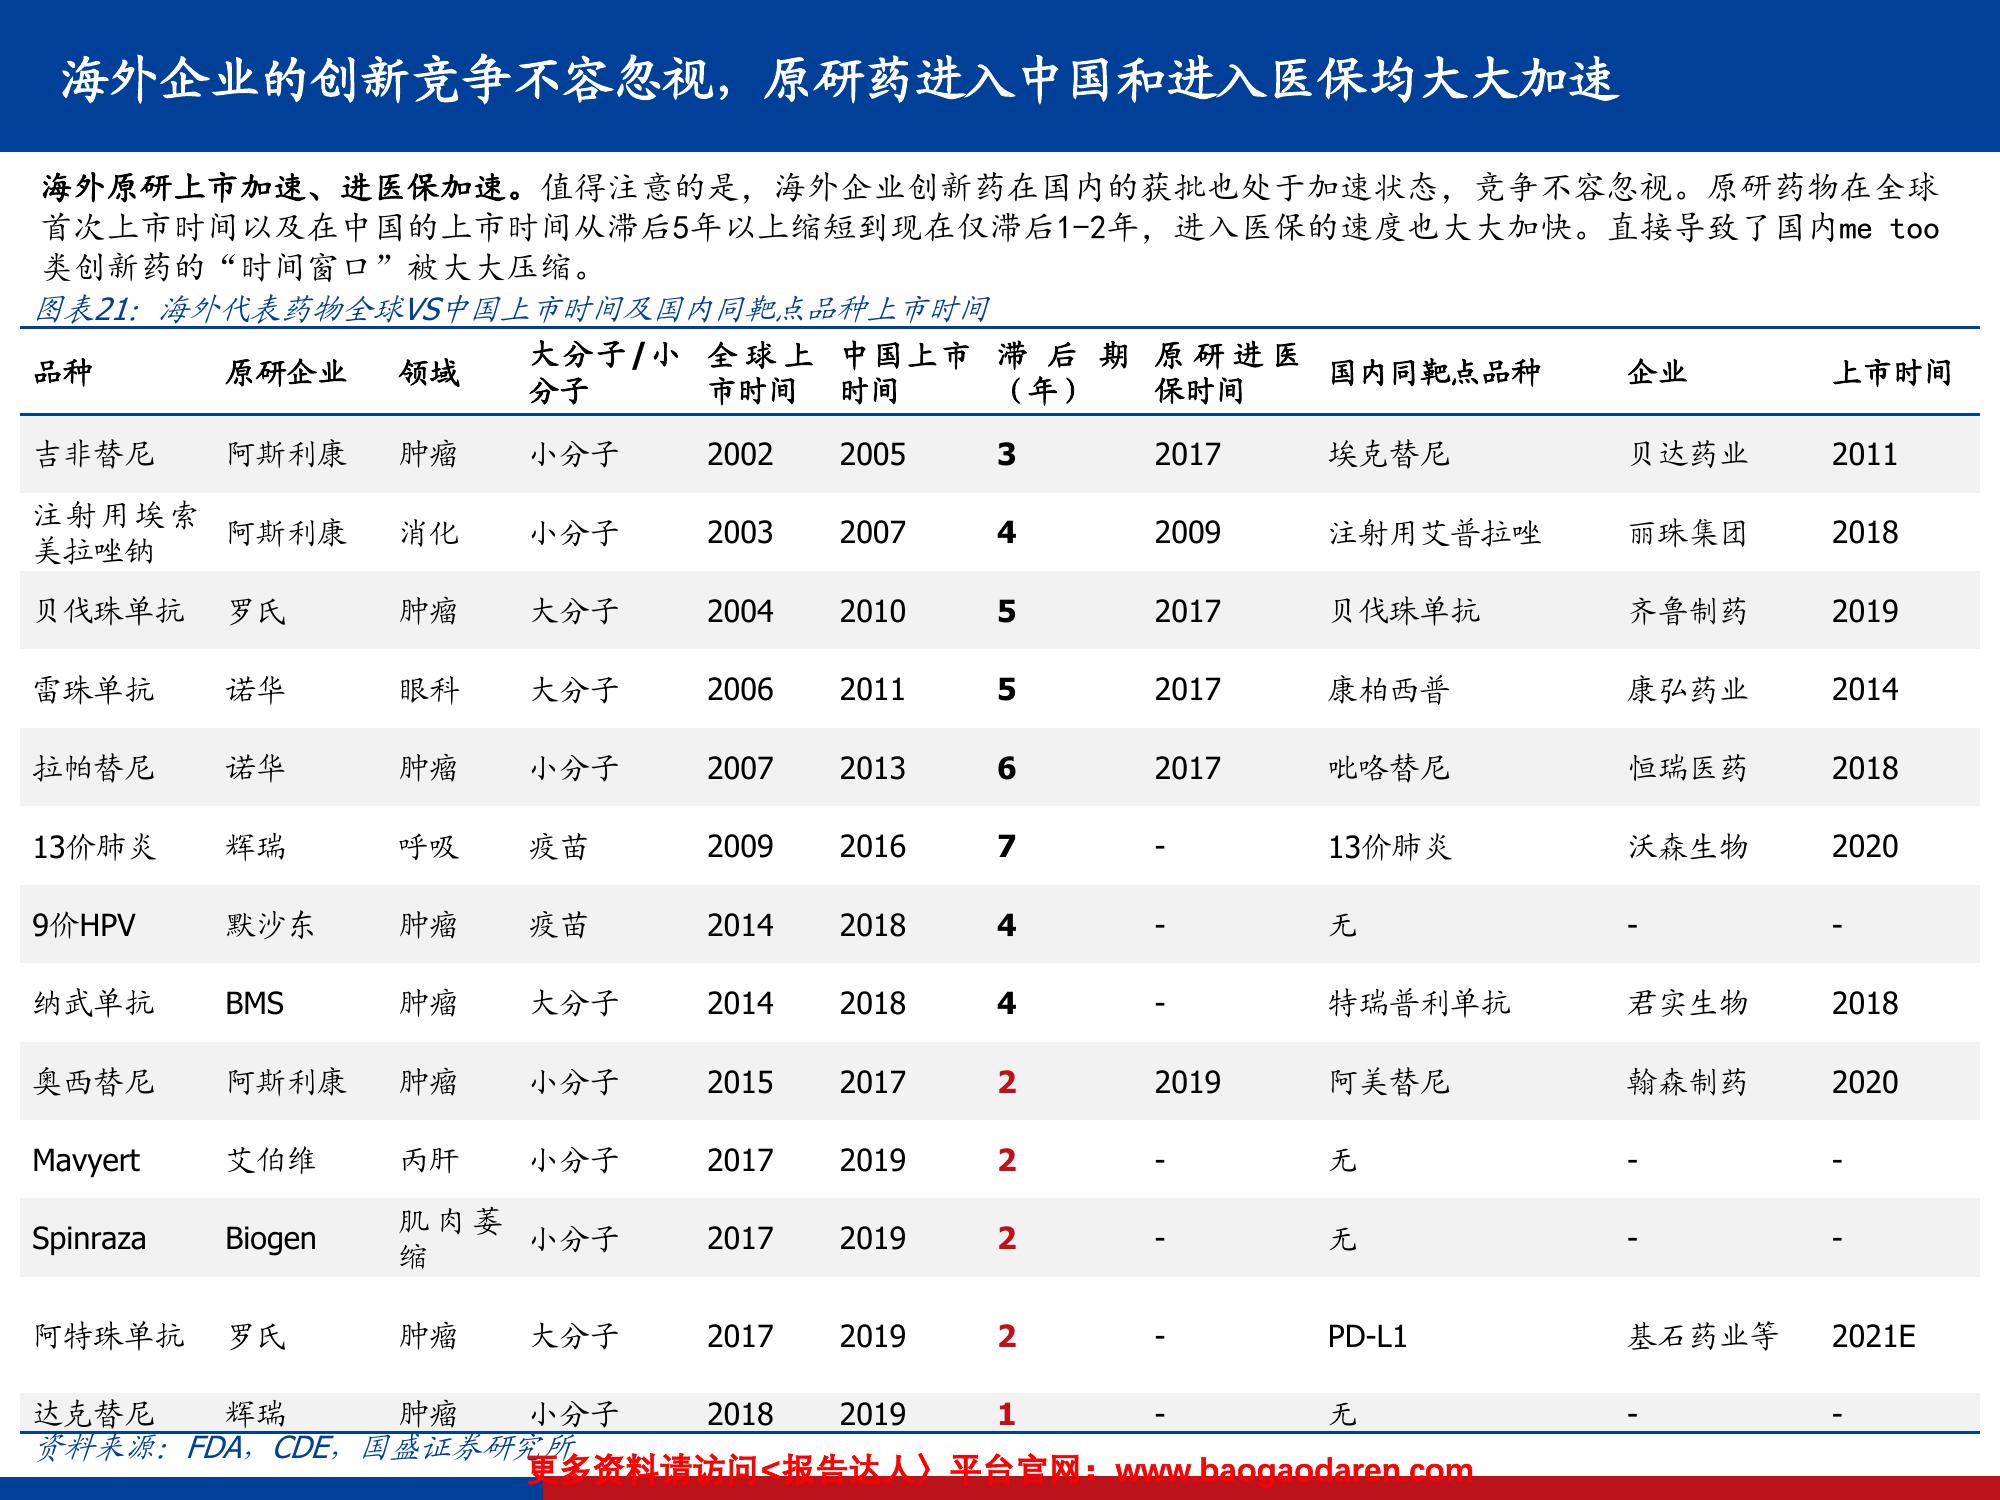 海外企业的创新竞争不容忽视，原研药进入中国和进入医保均大大加速
海外原研上市加速、进医保加速。值得注意的是，海外企业创新药在国内的获批也处于加速状态，竞争不容忽视。原研药物在全球
首次上市时间以及在中国的上市时间从滞后5年以上缩短到现在仅滞后1-2年，进入医保的速度也大大加快。直接导致了国内me too
类创新药的“时间窗口”被大大压缩。
图表21：海外代表药物全球VS中国上市时间及国内同靶点品种上市时间
品种 原研企业 领域 大分子/小分子 全球上市时间 中国上市时间 滞后期（年） 原研进医保时间 国内同靶点品种 企业 上市时间
吉非替尼 阿斯利康 肿瘤 小分子 2002 2005 3 2017 埃克替尼 贝达药业 2011
注射用埃索美拉唑钠 阿斯利康 消化 小分子 2003 2007 4 2009 注射用艾普拉唑 丽珠集团 2018
贝伐珠单抗 罗氏 肿瘤 大分子 2004 2010 5 2017 贝伐珠单抗 齐鲁制药 2019
雷珠单抗 诺华 眼科 大分子 2006 2011 5 2017 康柏西普 康弘药业 2014
拉帕替尼 诺华 肿瘤 小分子 2007 2013 6 2017 吡咯替尼 恒瑞医药 2018
13价肺炎 辉瑞 呼吸 疫苗 2009 2016 7 - 13价肺炎 沃森生物 2020
9价HPV 默沙东 肿瘤 疫苗 2014 2018 4 - 无 - -
纳武单抗 BMS 肿瘤 大分子 2014 2018 4 - 特瑞普利单抗 君实生物 2018
奥西替尼 阿斯利康 肿瘤 小分子 2015 2017 2 2019 阿美替尼 翰森制药 2020
Mavyert 艾伯维 丙肝 小分子 2017 2019 2 - 无 - -
Spinraza Biogen 肌肉萎缩 小分子 2017 2019 2 - 无 - -
阿特珠单抗 罗氏 肿瘤 大分子 2017 2019 2 - PD-L1 基石药业等 2021E
达克替尼 辉瑞 肿瘤 小分子 2018 2019 1 - 无 - -
资料来源：FDA，CDE，国盛证券研究所
更多资料请访问<报告达人〉平台官网：www.baogaodaren.com